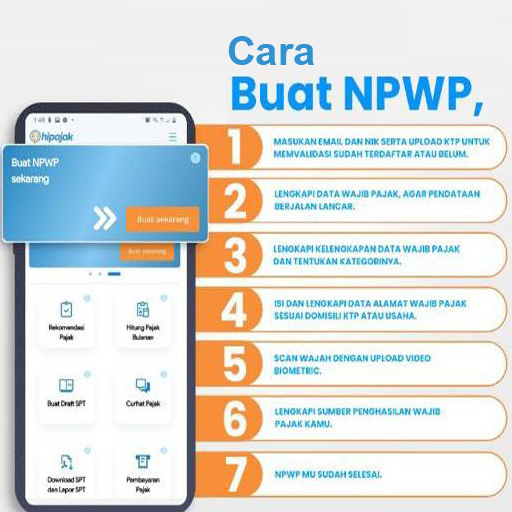 Cara
Buat NPWP,
1:48
hipajak
Buat NPWP
sekarang
Buat sekarang
Buat sekarang
Rekomendasi
Pajak
Hitung Pajak
Bulanan
Buat Draft SPT
Curhat Pajak
Download SPT
dan Lapor SPT
Pembayaran
Pajak
1
MASUKAN EMAIL DAN NIK SERTA UPLOAD KTP UNTUK
MEMVALIDASI SUDAH TERDAFTAR ATAU BELUM.
2
LENGKAPI DATA WAJIB PAJAK, AGAR PENDATAAN
BERJALAN LANCAR.
3
LENGKAPI KELENGKAPAN DATA WAJIB PAJAK
DAN TENTUKAN KATEGORINYA.
4
ISI DAN LENGKAPI DATA ALAMAT WAJIB PAJAK
SESUAI DOMISILI KTP ATAU USAHA.
5
SCAN WAJAH DENGAN UPLOAD VIDEO
BIOMETRIC.
6
LENGKAPI SUMBER PENGHASILAN WAJIB
PAJAK KAMU.
7
NPWP MU SUDAH SELESAI.